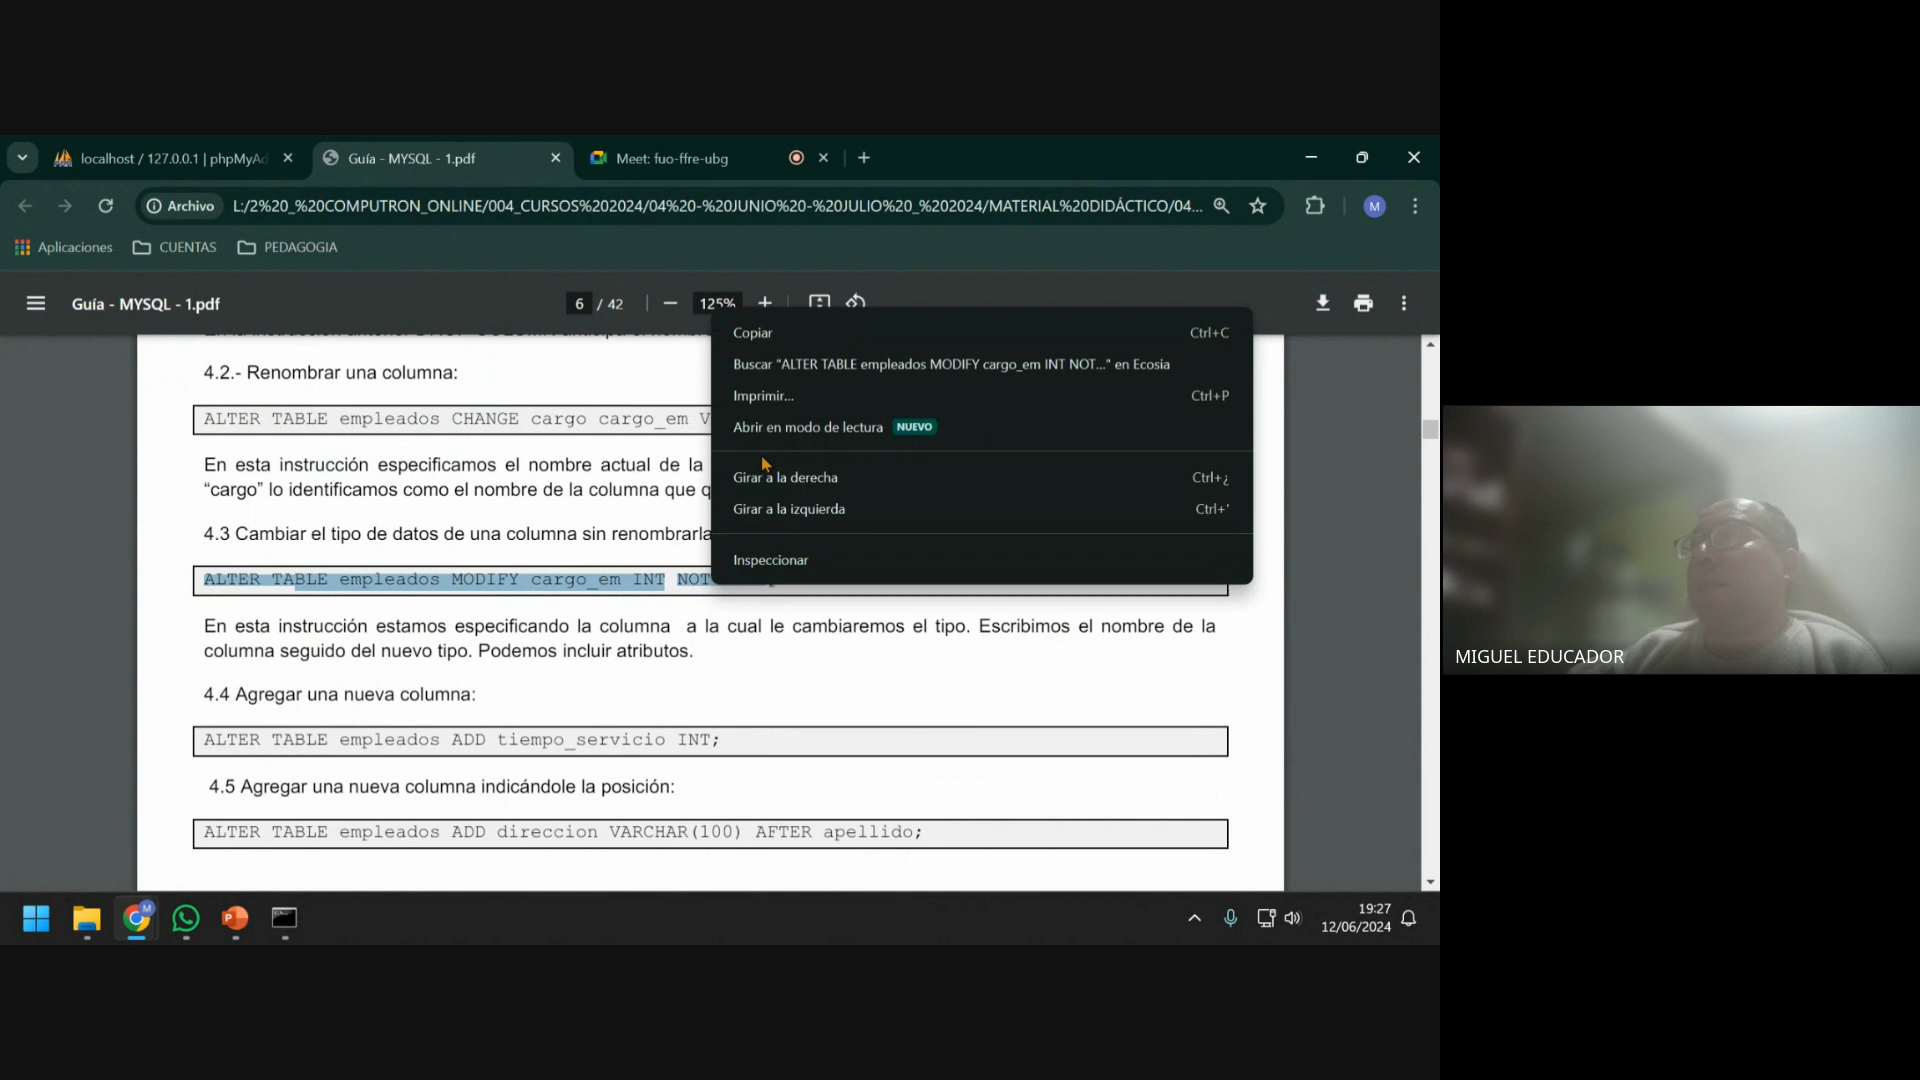 localhost / 127.0.0.1 | phpMyAd
Guía - MYSQL - 1.pdf
Meet: fuo-ffre-ubg
Archivo
L:/2%20_%20COMPUTRON_ONLINE/004_CURSOS%202024/04%20-%20JUNIO%20-%20JULIO%20_%202024/MATERIAL%20DIDÁCTICO/04...
M
Aplicaciones
CUENTAS
PEDAGOGIA
Guía - MYSQL - 1.pdf
6 / 42
125%
Copiar Ctrl+C
Buscar "ALTER TABLE empleados MODIFY cargo_em INT NOT..." en Ecosia
Imprimir... Ctrl+P
Abrir en modo de lectura NUEVO
Girar a la derecha Ctrl+¿
Girar a la izquierda Ctrl+'
Inspeccionar
4.2.- Renombrar una columna:
ALTER TABLE empleados CHANGE cargo cargo_em V
En esta instrucción especificamos el nombre actual de la
“cargo” lo identificamos como el nombre de la columna que q
4.3 Cambiar el tipo de datos de una columna sin renombrarla
ALTER TABLE empleados MODIFY cargo_em INT NOT
En esta instrucción estamos especificando la columna a la cual le cambiaremos el tipo. Escribimos el nombre de la
columna seguido del nuevo tipo. Podemos incluir atributos.
4.4 Agregar una nueva columna:
ALTER TABLE empleados ADD tiempo_servicio INT;
4.5 Agregar una nueva columna indicándole la posición:
ALTER TABLE empleados ADD direccion VARCHAR(100) AFTER apellido;
19:27
12/06/2024
MIGUEL EDUCADOR